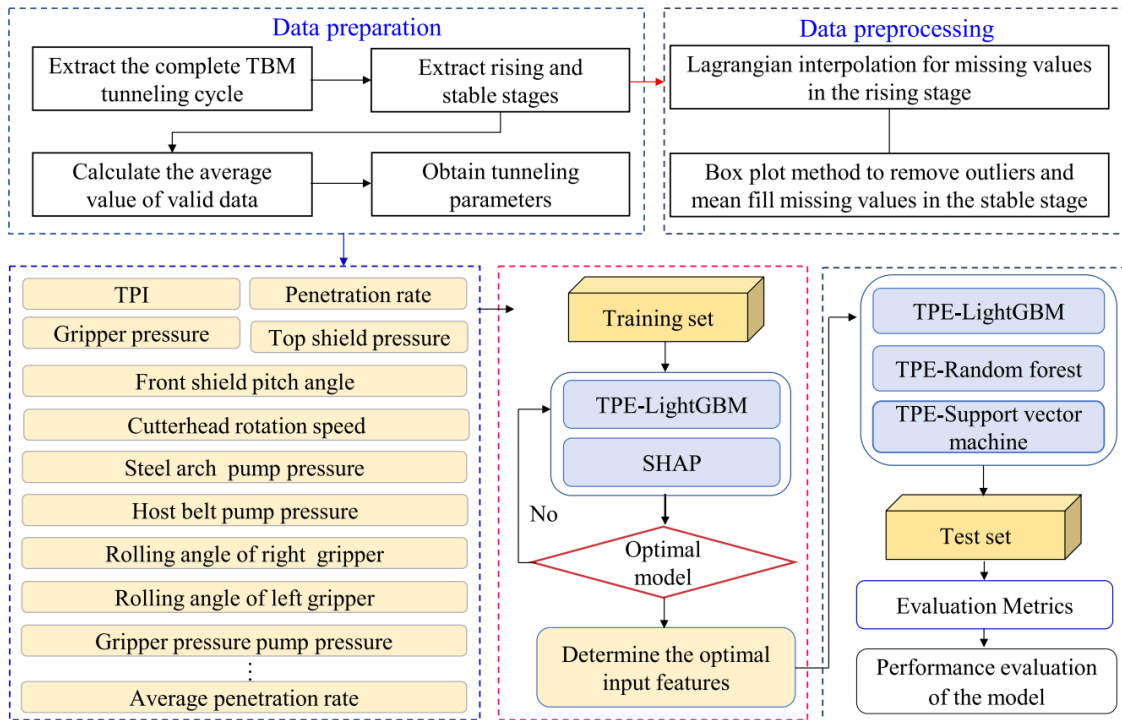 Data preparation
Extract the complete TBM
tunneling cycle
Extract rising and
stable stages
Calculate the average
value of valid data
Obtain tunneling
parameters
Data preprocessing
Lagrangian interpolation for missing values
in the rising stage
Box plot method to remove outliers and
mean fill missing values in the stable stage
TPI
Penetration rate
Gripper pressure
Top shield pressure
Front shield pitch angle
Cutterhead rotation speed
Steel arch pump pressure
Host belt pump pressure
Rolling angle of right gripper
Rolling angle of left gripper
Gripper pressure pump pressure
⋮
Average penetration rate
Training set
TPE-LightGBM
SHAP
No
Optimal
model
Determine the optimal
input features
TPE-LightGBM
TPE-Random forest
TPE-Support vector
machine
Test set
Evaluation Metrics
Performance evaluation
of the model